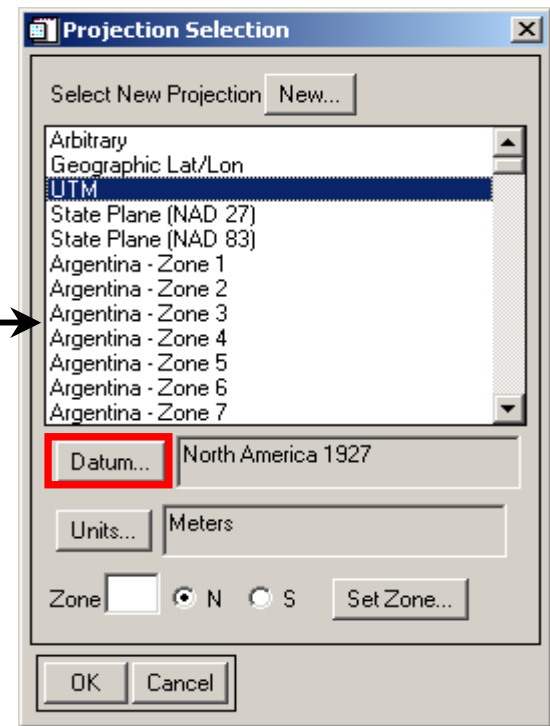 Projection Selection
Select New Projection New...
Arbitrary
Geographic Lat/Lon
UTM
State Plane (NAD 27)
State Plane (NAD 83)
Argentina - Zone 1
Argentina - Zone 2
Argentina - Zone 3
Argentina - Zone 4
Argentina - Zone 5
Argentina - Zone 6
Argentina - Zone 7
Datum... North America 1927
Units... Meters
Zone N S Set Zone...
OK Cancel